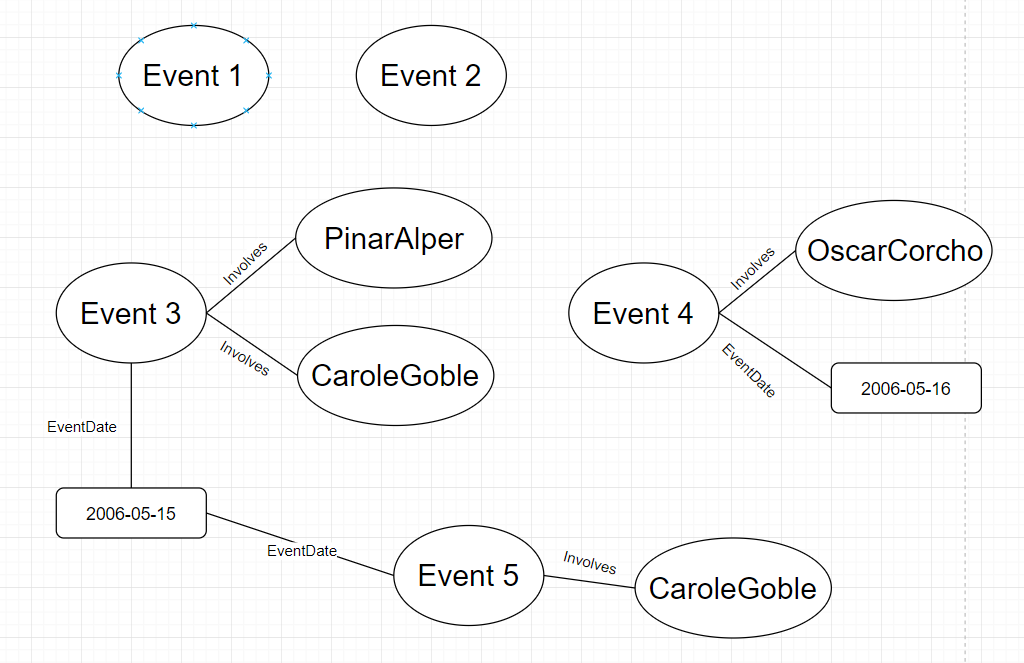 Event 1
Event 2
PinarAlper
OscarCorcho
Involves
Involves
Event 3
Event 4
Involves
CaroleGoble
EventDate
2006-05-16
EventDate
2006-05-15
EventDate
Event 5
Involves
CaroleGoble